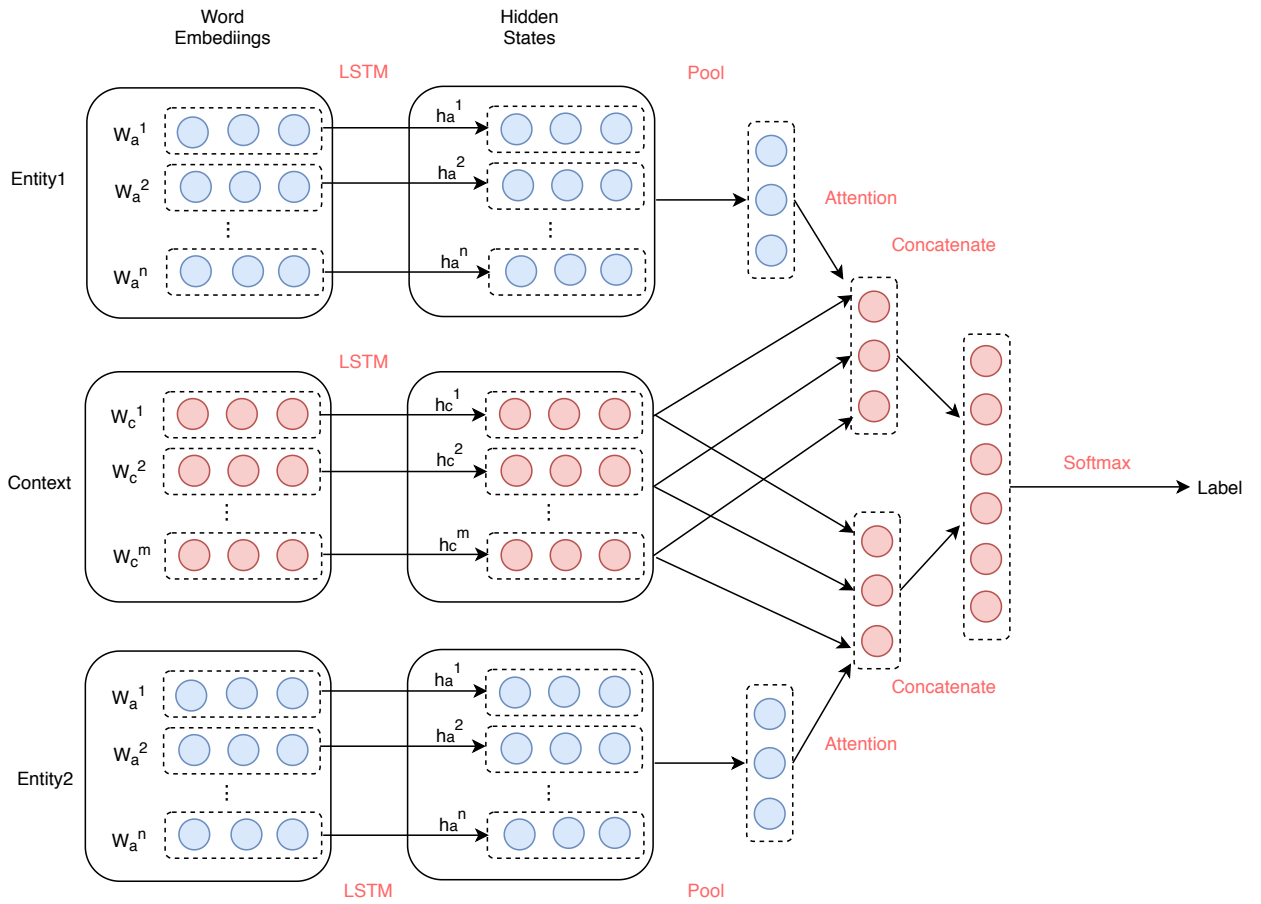 Word
Embediings
Hidden
States
LSTM
Pool
Entity1
Wa1
Wa2
⋮
Wan
ha1
ha2
⋮
han
Attention
Concatenate
LSTM
Context
Wc1
Wc2
⋮
Wcm
hc1
hc2
⋮
hcm
Softmax
Label
Concatenate
Attention
Entity2
Wa1
Wa2
⋮
Wan
ha1
ha2
⋮
han
LSTM
Pool